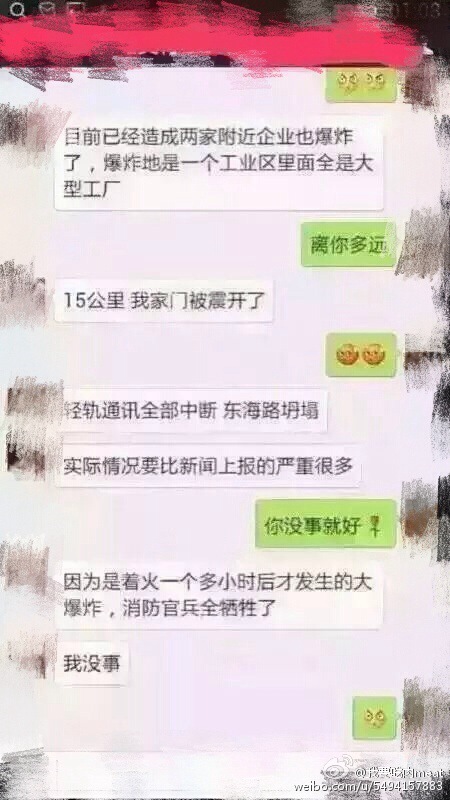 01:03
目前已经造成两家附近企业也爆炸
了，爆炸地是一个工业区里面全是大
型工厂
离你多远
15公里 我家门被震开了
轻轨通讯全部中断 东海路坍塌
实际情况要比新闻上报的严重很多
你没事就好
因为是着火一个多小时后才发生的大
爆炸，消防官兵全牺牲了
我没事
meat
weibo.com/u/5494157883